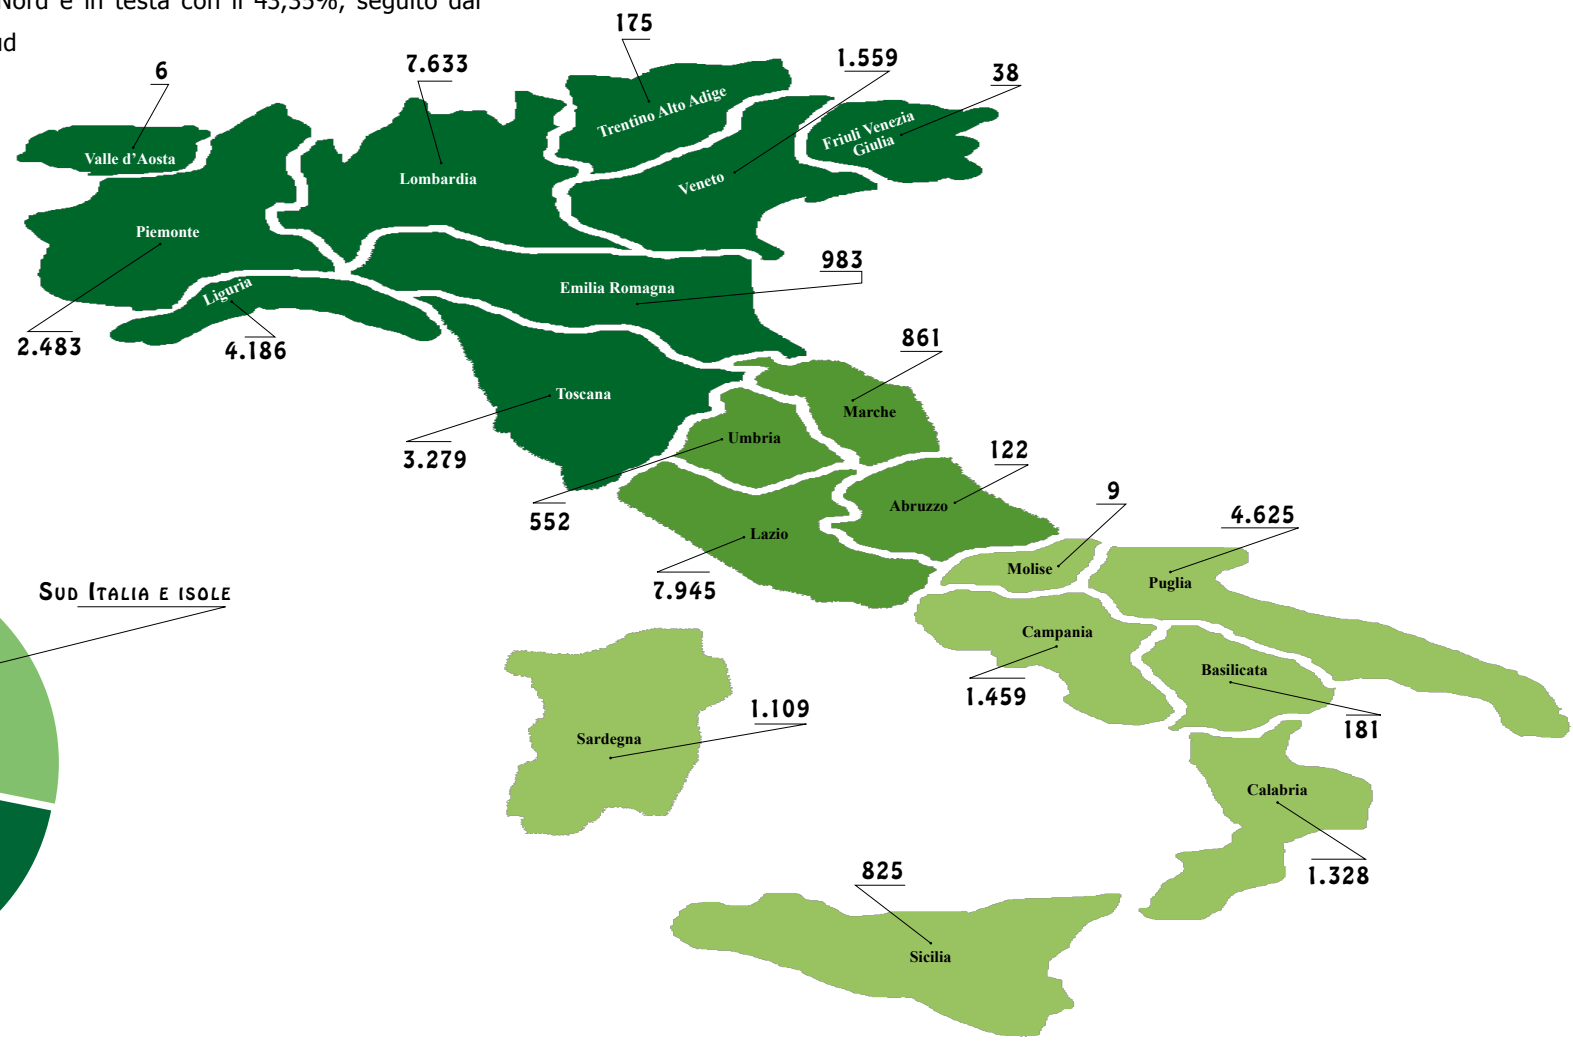 Nord è in testa con il 43,35%, seguito dal
175
7.633
1.559
6
38
Trentino Alto Adige
Friuli Venezia
Giulia
Valle d'Aosta
Lombardia
Veneto
Piemonte
983
Emilia Romagna
Liguria
2.483
4.186
861
Toscana
Marche
Umbria
3.279
122
Abruzzo
9
552
Lazio
4.625
Molise
Puglia
7.945
Sud Italia e isole
Campania
Basilicata
1.459
1.109
181
Sardegna
Calabria
825
1.328
Sicilia